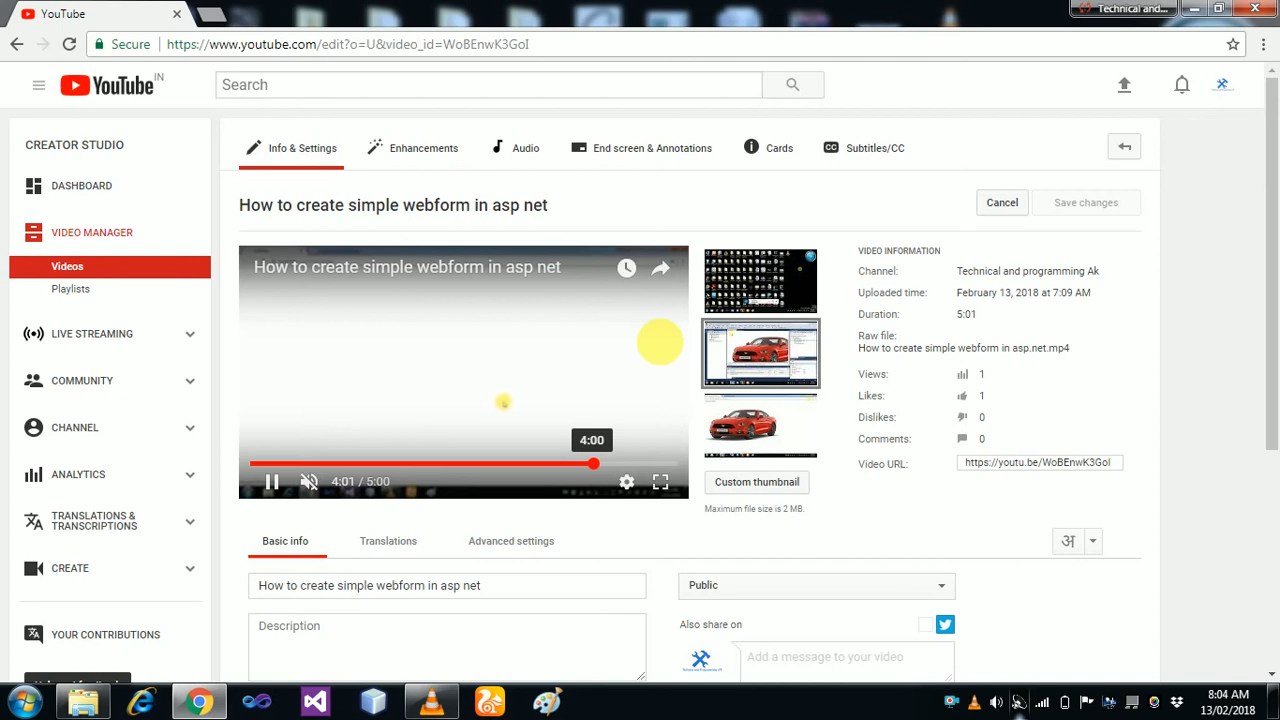 YouTube
Technical and...
Secure
https://www.youtube.com/edit?o=U&video_id=WoBEnwK3GoI
YouTube IN
Search
CREATOR STUDIO
DASHBOARD
VIDEO MANAGER
Videos
Playlists
LIVE STREAMING
COMMUNITY
CHANNEL
ANALYTICS
TRANSLATIONS &
TRANSCRIPTIONS
CREATE
YOUR CONTRIBUTIONS
Info & Settings
Enhancements
Audio
End screen & Annotations
Cards
CC Subtitles/CC
How to create simple webform in asp net
Cancel
Save changes
How to create simple webform in asp net
4:00
4:01 / 5:00
Custom thumbnail
Maximum file size is 2 MB.
VIDEO INFORMATION
Channel: Technical and programming Ak
Uploaded time: February 13, 2018 at 7:09 AM
Duration: 5:01
Raw file:
How to create simple webform in asp.net.mp4
Views: 1
Likes: 1
Dislikes: 0
Comments: 0
Video URL: https://youtu.be/WoBEnwK3GoI
Basic info
Translations
Advanced settings
अ
How to create simple webform in asp net
Description
Public
Also share on
Add a message to your video
8:04 AM
13/02/2018